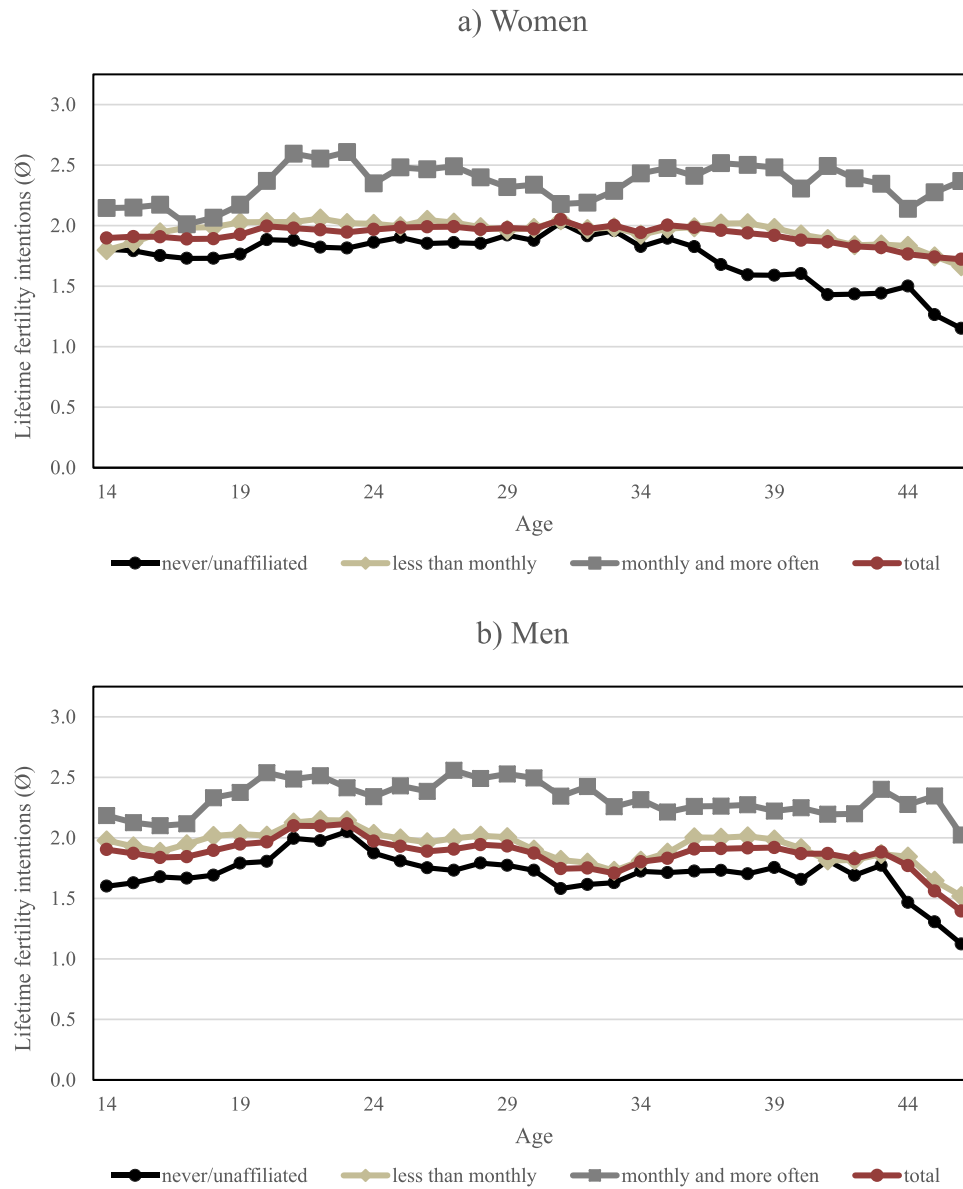 a) Women
3.0
2.5
2.0
1.5
1.0
0.5
0.0
Lifetime fertility intentions (Ø)
14 19 24 29 34 39 44
Age
never/unaffiliated less than monthly monthly and more often total
b) Men
3.0
2.5
2.0
1.5
1.0
0.5
0.0
Lifetime fertility intentions (Ø)
14 19 24 29 34 39 44
Age
never/unaffiliated less than monthly monthly and more often total